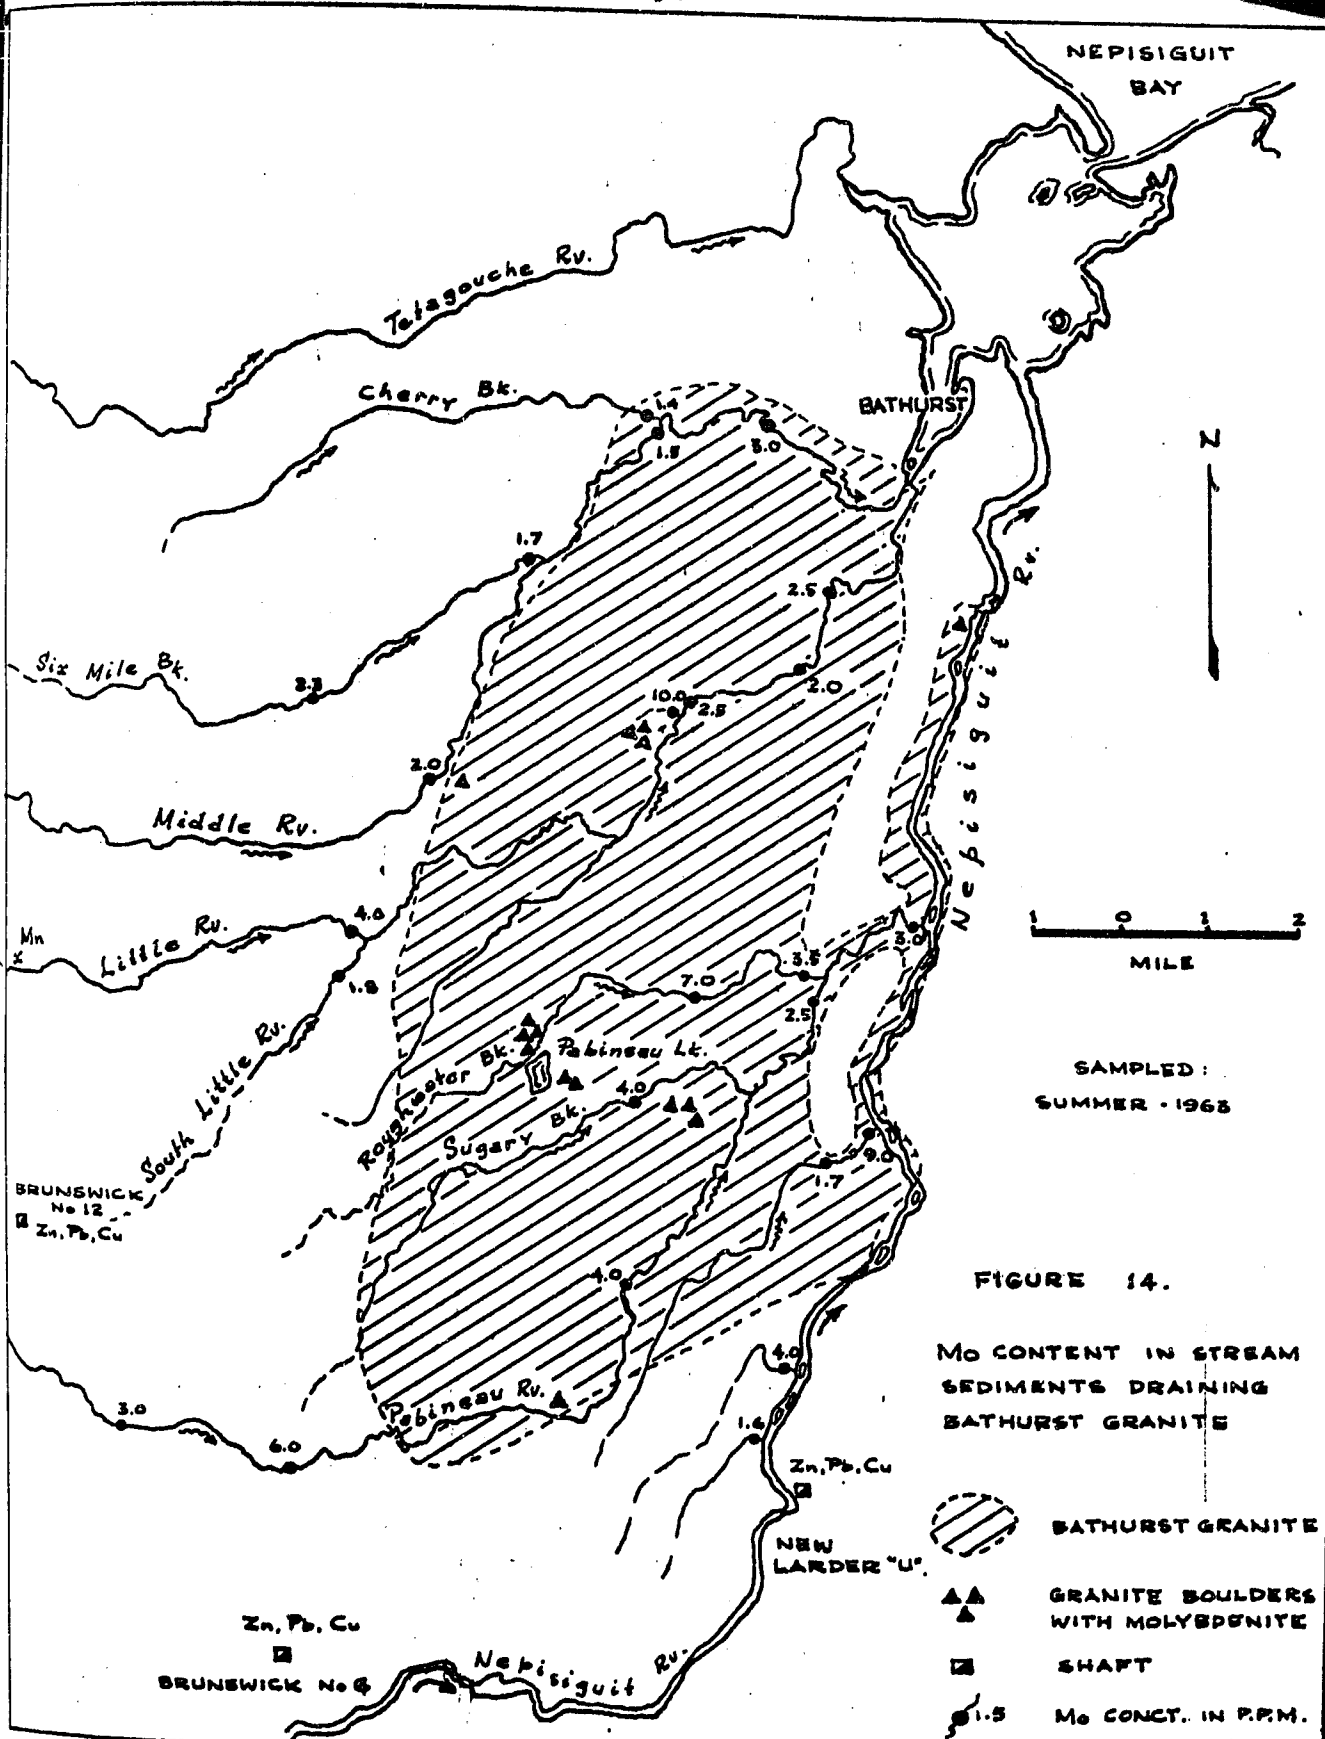 NEPISIGUIT
BAY
Tetagouche Rv.
Cherry Bk.
1.4
1.5
3.0
BATHURST
N
1.7
2.5
Six Mile Bk.
2.0
10.0
2.5
2.0
Middle Rv.
Nepisiguit Rv.
Mn
x
Little Rv.
4.0
1.8
3.0
1 0 1 2
MILE
7.0
3.5
2.5
South Little Rv.
Bk.
Pabineau Lk.
4.0
Sugary Bk.
SAMPLED:
SUMMER · 1963
BRUNSWICK
No 12
Zn, Pb, Cu
9.0
1.7
4.0
FIGURE 14.
MO CONTENT IN STREAM
SEDIMENTS DRAINING
BATHURST GRANITE
4.0
Pabineau Rv.
3.0
6.0
1.6
Zn, Pb, Cu
NEW
LARDER "U".
BATHURST GRANITE
GRANITE BOULDERS
WITH MOLYBDENITE
SHAFT
1.5 Mo CONCT. IN P.P.M.
Zn, Pb, Cu
BRUNSWICK No 6
Nepisiguit Rv.